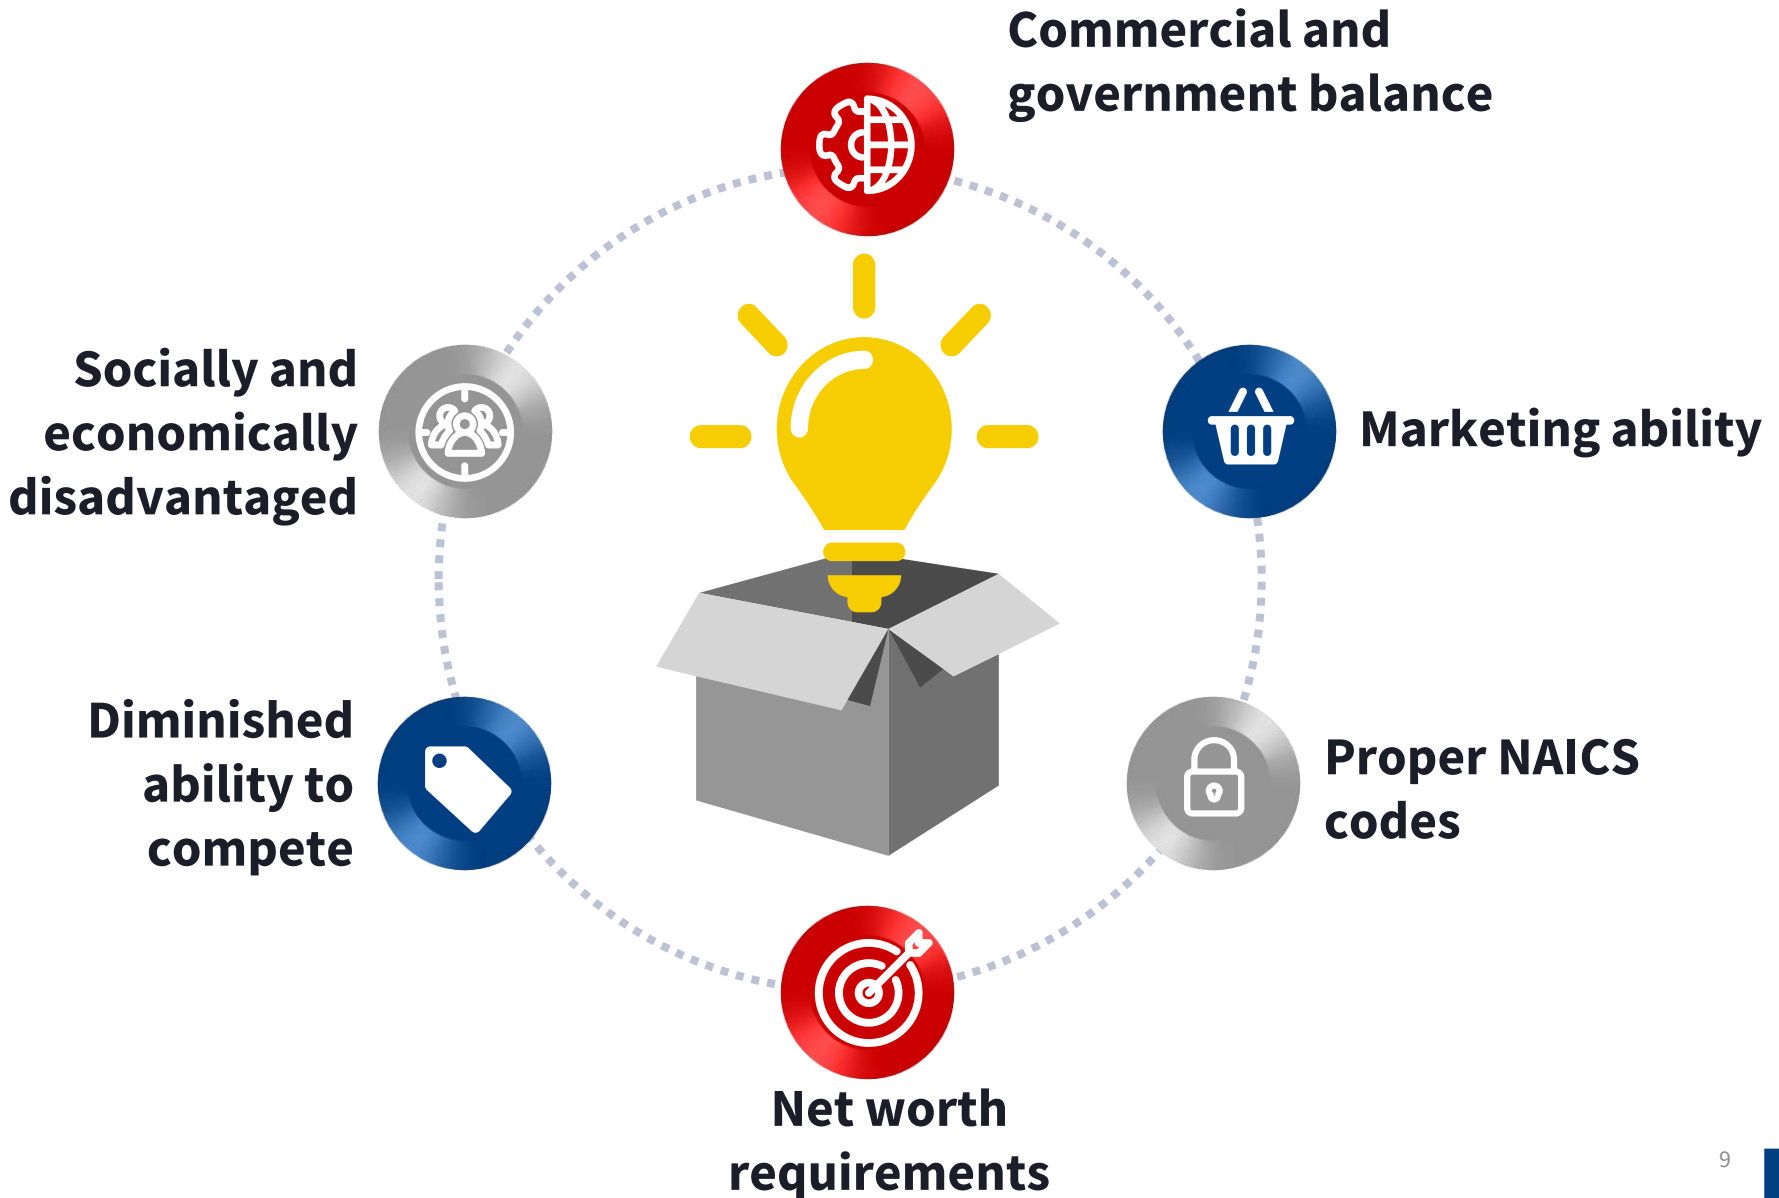 Commercial and
government balance
Socially and
economically
disadvantaged
Marketing ability
Diminished
ability to
compete
Proper NAICS
codes
Net worth
requirements
9